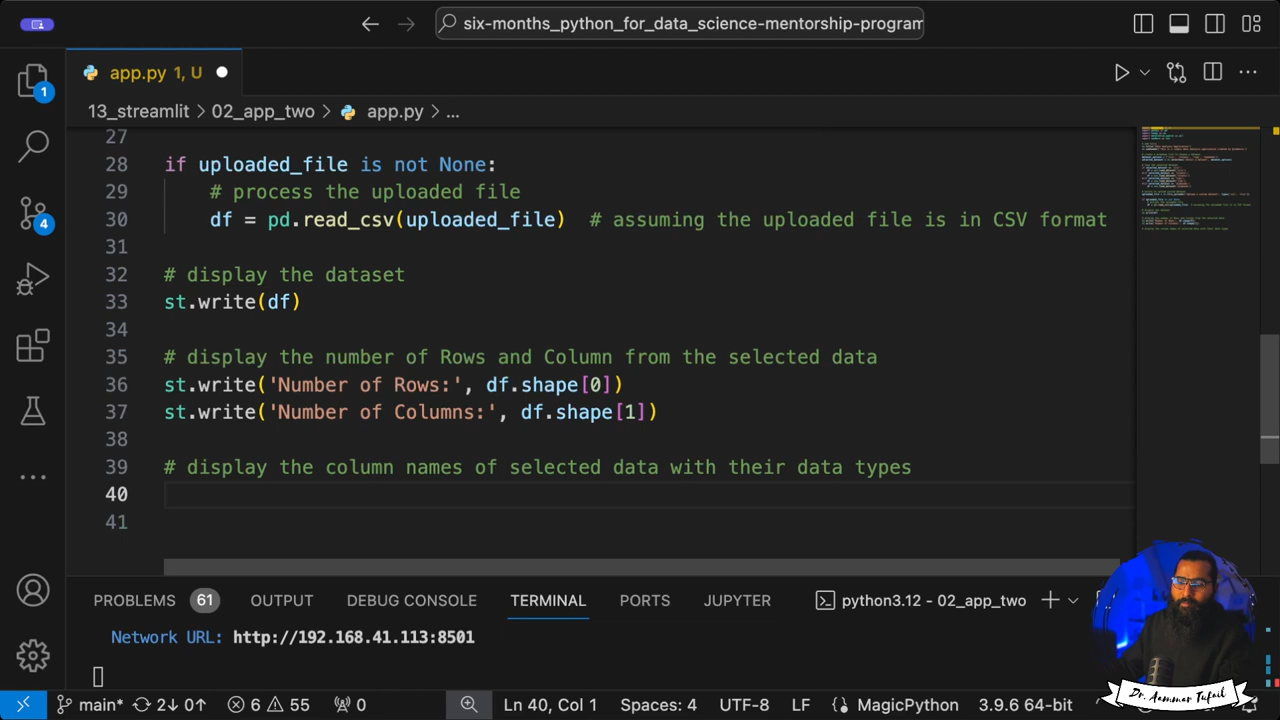 six-months_python_for_data_science-mentorship-program
app.py 1, U
13_streamlit > 02_app_two > app.py > ...
1
4
27
28 if uploaded_file is not None:
29 # process the uploaded file
30 df = pd.read_csv(uploaded_file) # assuming the uploaded file is in CSV format
31
32 # display the dataset
33 st.write(df)
34
35 # display the number of Rows and Column from the selected data
36 st.write('Number of Rows:', df.shape[0])
37 st.write('Number of Columns:', df.shape[1])
38
39 # display the column names of selected data with their data types
40
41
PROBLEMS 61 OUTPUT DEBUG CONSOLE TERMINAL PORTS JUPYTER python3.12 - 02_app_two
Network URL: http://192.168.41.113:8501
main* 2↓ 0↑ 6 55 0 Ln 40, Col 1 Spaces: 4 UTF-8 LF MagicPython 3.9.6 64-bit
Dr. Aammar Tufail